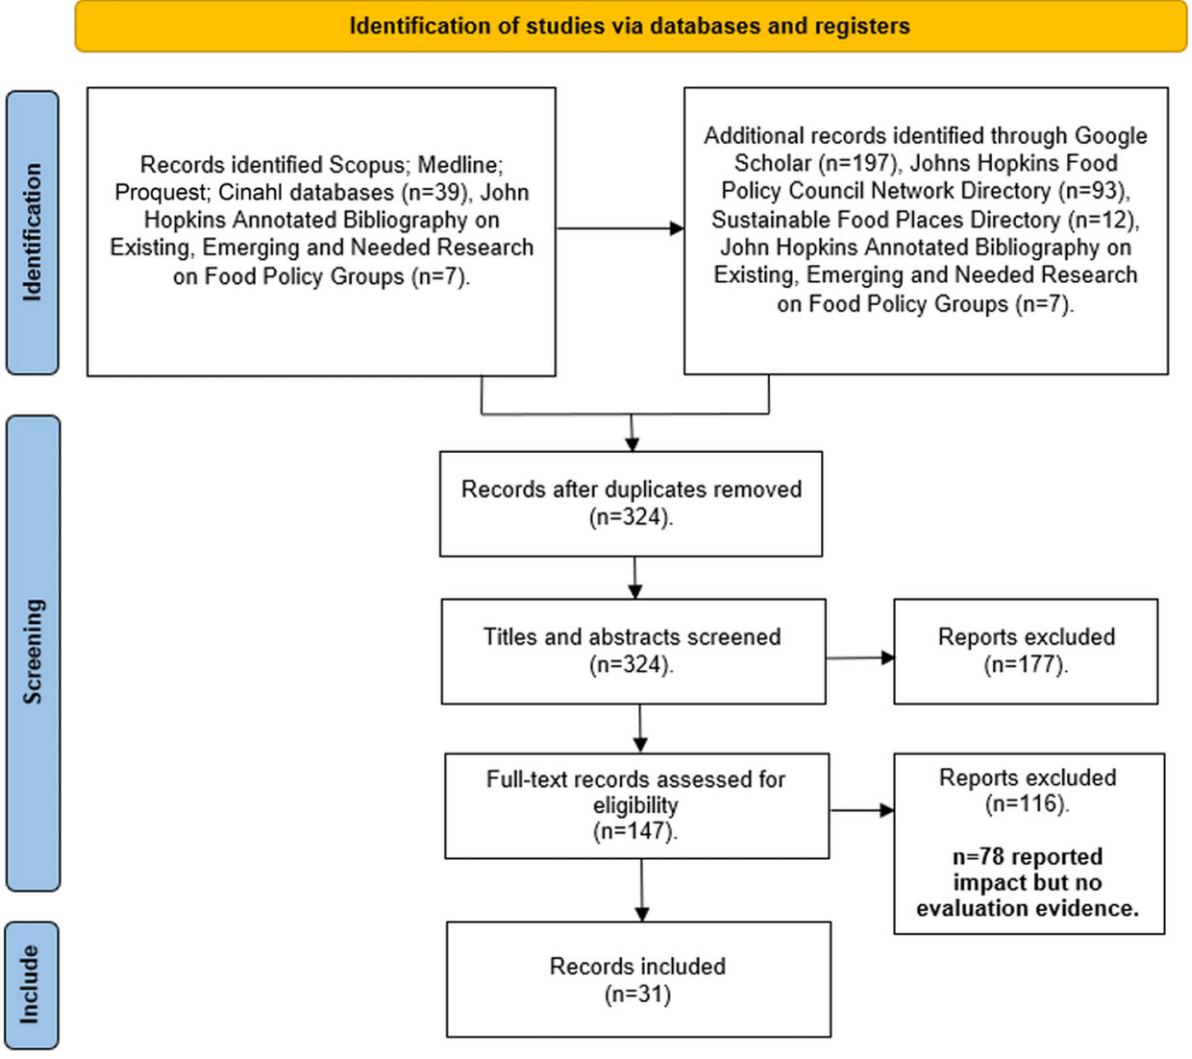 Identification of studies via databases and registers
Identification
Records identified Scopus; Medline;
Proquest; Cinahl databases (n=39), John
Hopkins Annotated Bibliography on
Existing, Emerging and Needed Research
on Food Policy Groups (n=7).
Additional records identified through Google
Scholar (n=197), Johns Hopkins Food
Policy Council Network Directory (n=93),
Sustainable Food Places Directory (n=12),
John Hopkins Annotated Bibliography on
Existing, Emerging and Needed Research
on Food Policy Groups (n=7).
Screening
Records after duplicates removed
(n=324).
Titles and abstracts screened
(n=324).
Reports excluded
(n=177).
Full-text records assessed for
eligibility
(n=147).
Reports excluded
(n=116).
n=78 reported
impact but no
evaluation evidence.
Include
Records included
(n=31)